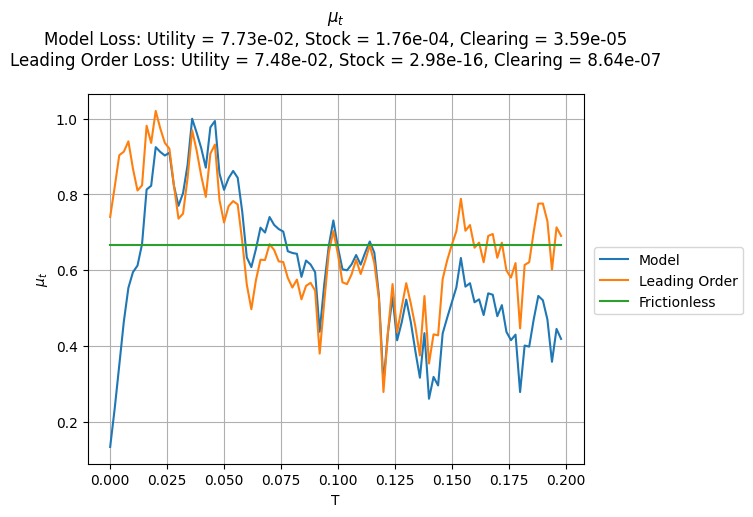 μₜ
Model Loss: Utility = 7.73e-02, Stock = 1.76e-04, Clearing = 3.59e-05
Leading Order Loss: Utility = 7.48e-02, Stock = 2.98e-16, Clearing = 8.64e-07
μₜ
1.0
0.8
0.6
0.4
0.2
0.000 0.025 0.050 0.075 0.100 0.125 0.150 0.175 0.200
T
Model
Leading Order
Frictionless